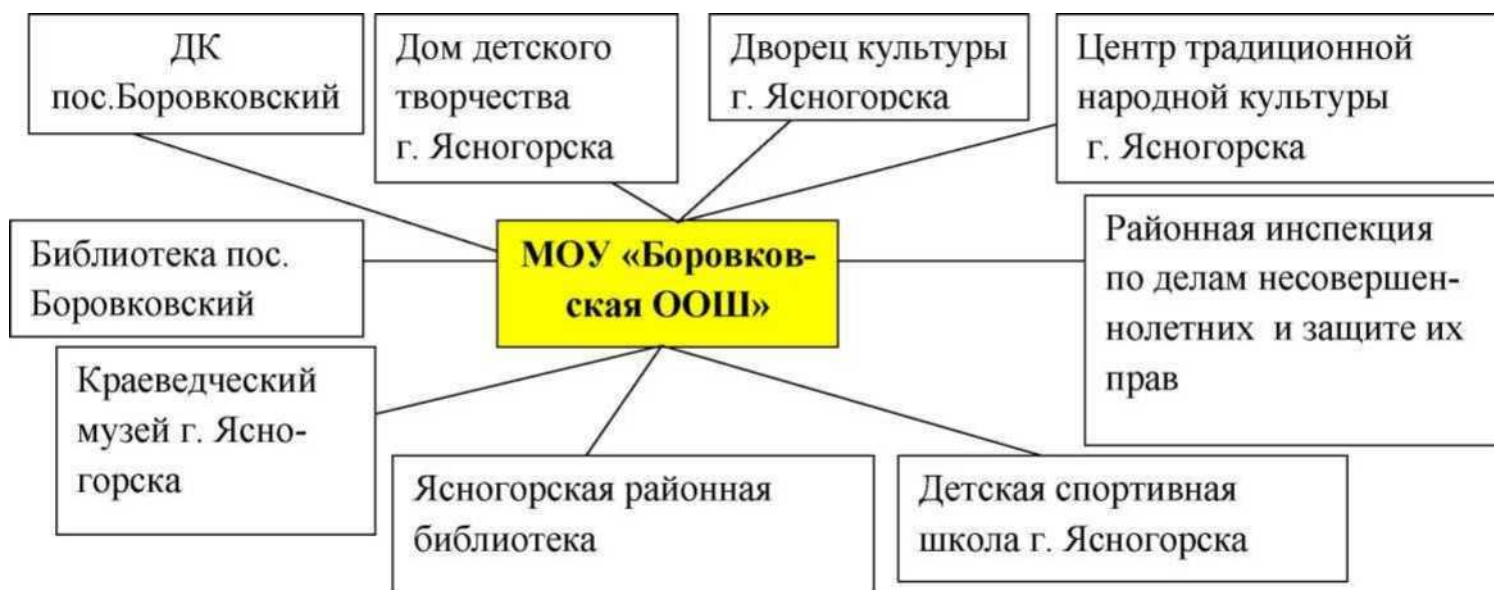 ДК
пос.Боровковский
Дом детского
творчества
г. Ясногорска
Дворец культуры
г. Ясногорска
Центр традиционной
народной культуры
г. Ясногорска
Библиотека пос.
Боровковский
МОУ «Боровков-
ская ООШ»
Районная инспекция
по делам несовершен-
нолетних и защите их
прав
Краеведческий
музей г. Ясно-
горска
Ясногорская районная
библиотека
Детская спортивная
школа г. Ясногорска